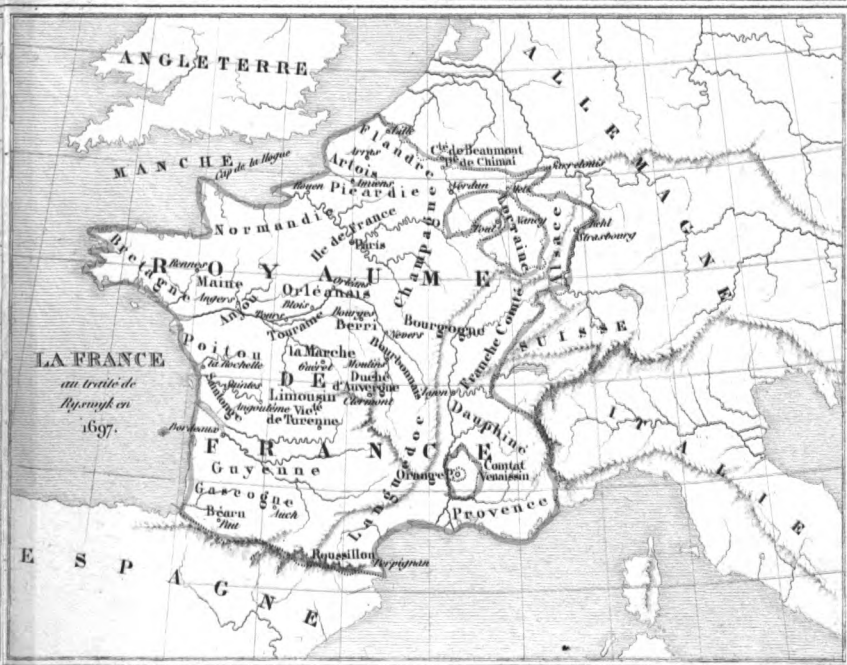 ANGLETERRE
ALLEMAGNE
MANCHE
Cap de la Hogue
Flandre
Lille
Arras
Artois
Cté de Beaumont
Pté de Chimai
Sarrelouis
Rouen
Picardie
Amiens
Verdun
Metz
Normandie
Ile de France
Paris
Champagne
Toul
Nancy
Lorraine
Alsace
Kehl
Strasbourg
Bretagne
Rennes
ROYAUME
Maine
Angers
Anjou
Orléanais
Orléans
Blois
Tours
Touraine
Bourges
Berri
Nevers
Bourgogne
Franche Comté
SUISSE
LA FRANCE
au traité de
Ryswyk en
1697.
Poitou
la Rochelle
la Marche
Guéret
Moulins
Bourbonnais
Saintes
Saintonge
DE
Duché
d'Auvergne
Clermont
Limousin
Angoulême
Victé
de Turenne
Lyon
Dauphiné
ITALIE
Bordeaux
FRANCE
Guyenne
Languedoc
Orange
Comtat
Venaissin
Gascogne
Auch
Béarn
Pau
Provence
Roussillon
Perpignan
ESPAGNE